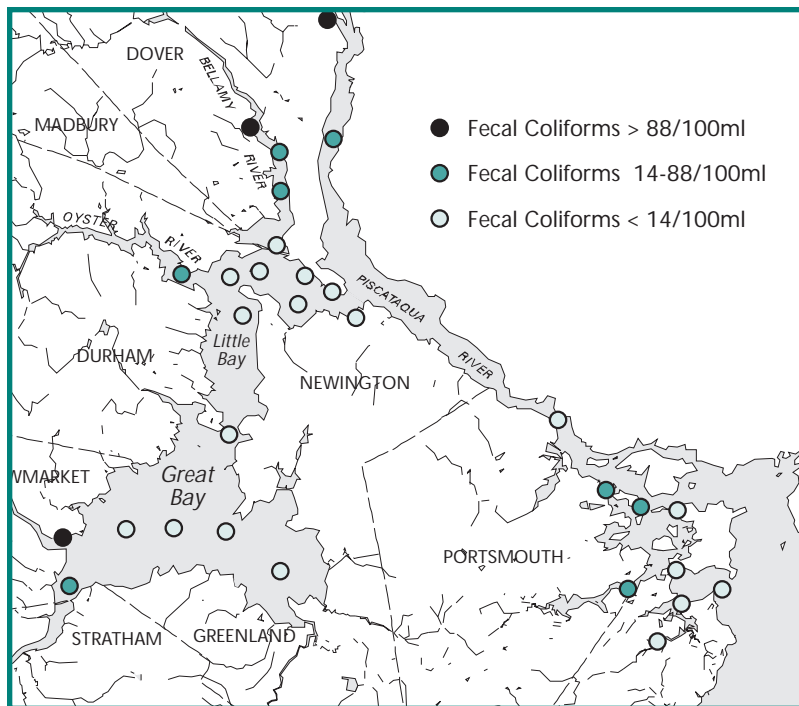 DOVER
BELLAMY
RIVER
MADBURY
Fecal Coliforms > 88/100ml
Fecal Coliforms 14-88/100ml
Fecal Coliforms < 14/100ml
OYSTER
RIVER
PISCATAQUA
RIVER
Little
Bay
DURHAM
NEWINGTON
WMARKET
Great
Bay
PORTSMOUTH
STRATHAM
GREENLAND